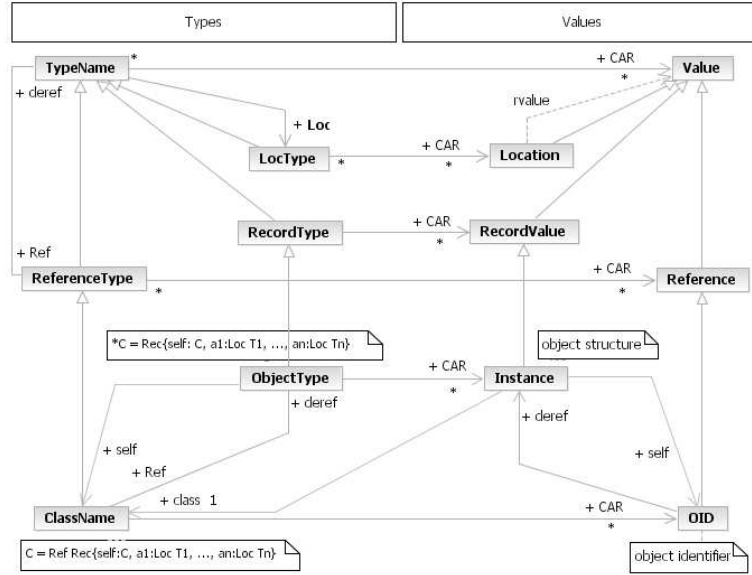 Types Values
TypeName * + CAR * Value
+ deref rvalue
+ Loc
LocType * + CAR * Location
RecordType + CAR * RecordValue
+ Ref
ReferenceType * + CAR * Reference
*C = Rec{self: C, a1:Loc T1, ..., an:Loc Tn} object structure
ObjectType + CAR * Instance
+ deref + deref
+ self + self
+ Ref
+ class 1
ClassName + CAR * OID
C = Ref Rec{self:C, a1:Loc T1, ..., an:Loc Tn} object identifier